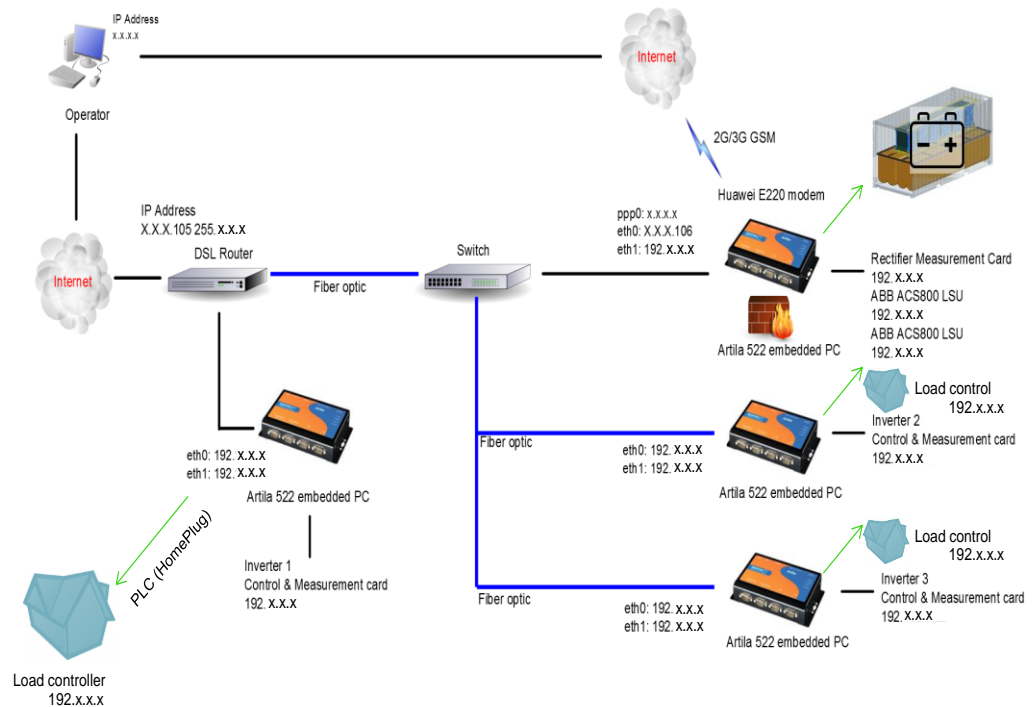 IP Address
x.x.x.x
Operator
Internet
2G/3G GSM
Huawei E220 modem
ppp0: x.x.x.x
eth0: X.X.X.106
eth1: 192. x.x.x
Rectifier Measurement Card
192. x.x.x
ABB ACS800 LSU
192. x.x.x
ABB ACS800 LSU
192. x.x.x
Artila 522 embedded PC
IP Address
X.X.X.105 255. x.x.x
DSL Router
Internet
Fiber optic
Switch
Load control
192.x.x.x
Inverter 2
Control & Measurement card
192. x.x.x
Fiber optic
eth0: 192. x.x.x
eth1: 192. x.x.x
Artila 522 embedded PC
eth0: 192. x.x.x
eth1: 192. x.x.x
Artila 522 embedded PC
PLC (HomePlug)
Inverter 1
Control & Measurement card
192. x.x.x
Load control
192.x.x.x
Inverter 3
Control & Measurement card
192. x.x.x
Fiber optic
eth0: 192. x.x.x
eth1: 192. x.x.x
Artila 522 embedded PC
Load controller
192.x.x.x